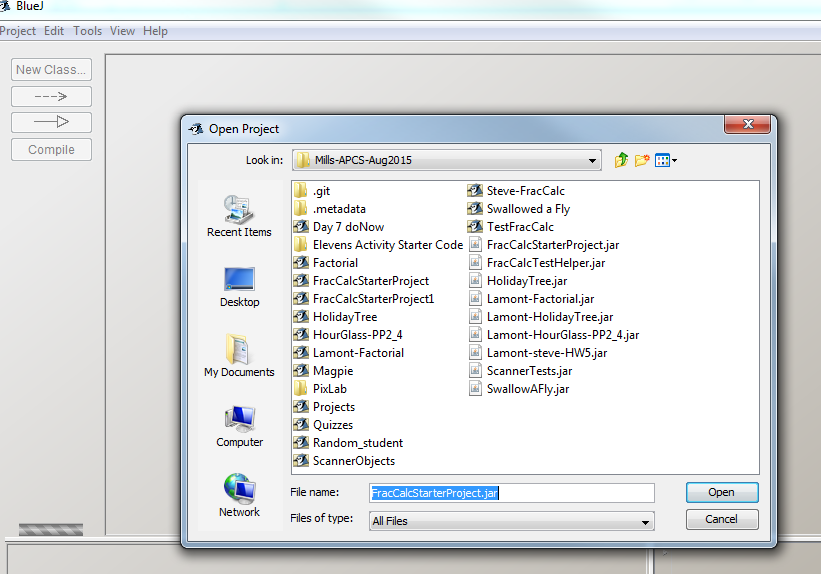 BlueJ
Project Edit Tools View Help
New Class...
Compile
Open Project
Look in: Mills-APCS-Aug2015
Recent Items
Desktop
My Documents
Computer
Network
.git
.metadata
Day 7 doNow
Elevens Activity Starter Code
Factorial
FracCalcStarterProject
FracCalcStarterProject1
HolidayTree
HourGlass-PP2_4
Lamont-Factorial
Magpie
PixLab
Projects
Quizzes
Random_student
ScannerObjects
Steve-FracCalc
Swallowed a Fly
TestFracCalc
FracCalcStarterProject.jar
FracCalcTestHelper.jar
HolidayTree.jar
Lamont-Factorial.jar
Lamont-HolidayTree.jar
Lamont-HourGlass-PP2_4.jar
Lamont-steve-HW5.jar
ScannerTests.jar
SwallowAFly.jar
File name: FracCalcStarterProject.jar
Open
Files of type: All Files
Cancel